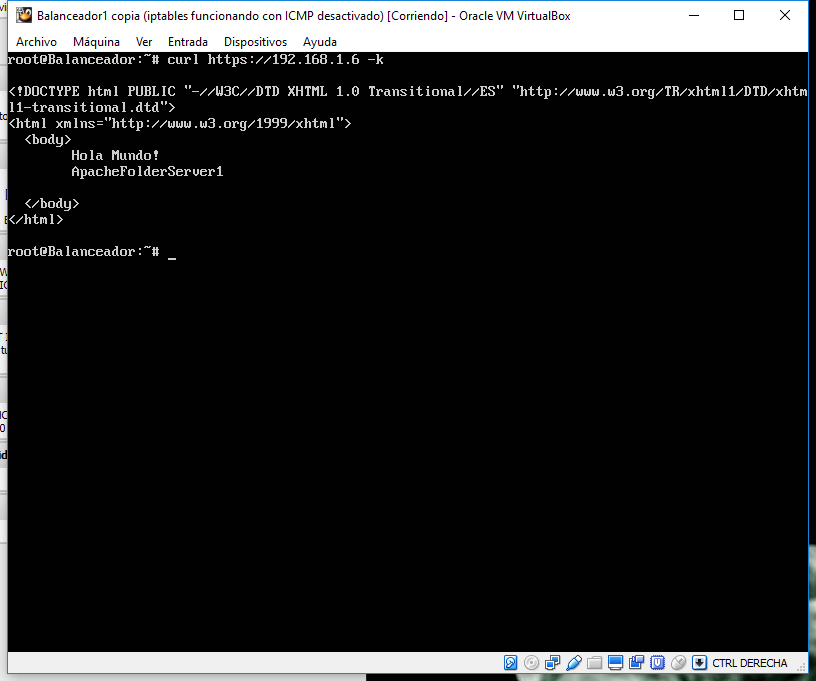 Balanceador1 copia (iptables funcionando con ICMP desactivado) [Corriendo] - Oracle VM VirtualBox
Archivo Máquina Ver Entrada Dispositivos Ayuda
root@Balanceador:~# curl https://192.168.1.6 -k
<!DOCTYPE html PUBLIC "-//W3C//DTD XHTML 1.0 Transitional//ES" "http://www.w3.org/TR/xhtml1/DTD/xhtm
l1-transitional.dtd">
<html xmlns="http://www.w3.org/1999/xhtml">
<body>
Hola Mundo!
ApacheFolderServer1
</body>
</html>
root@Balanceador:~# _
CTRL DERECHA